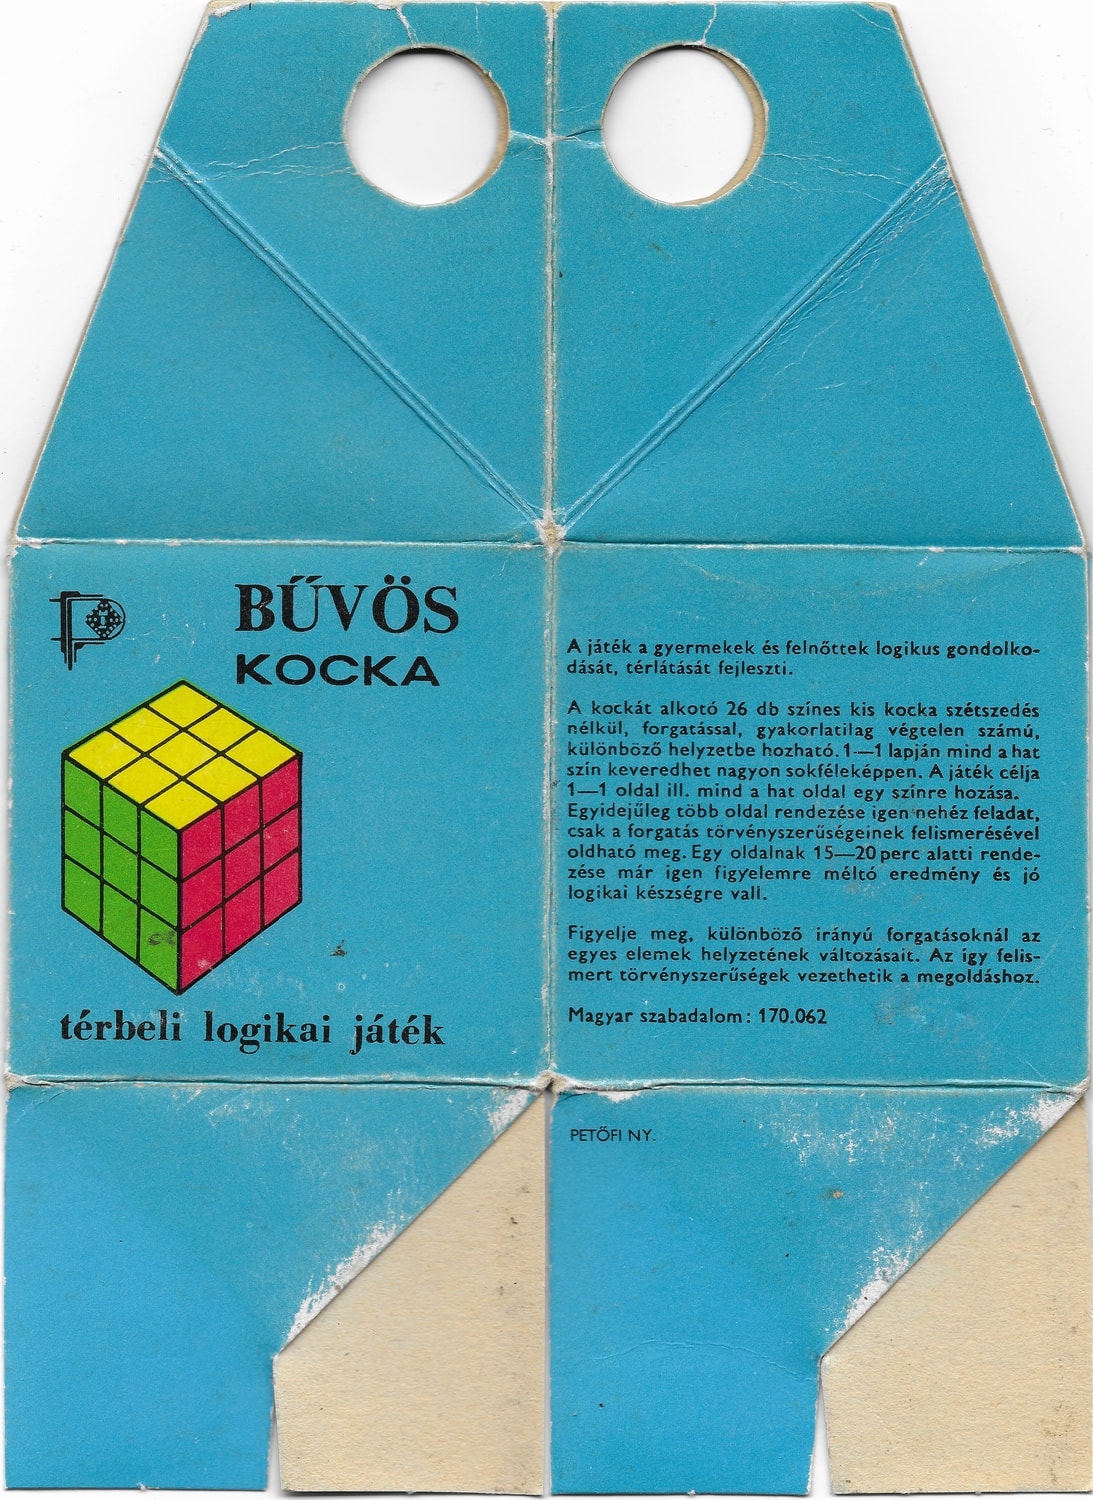 BŰVÖS
KOCKA
térbeli logikai játék
A játék a gyermekek és felnőttek logikus gondolko-
dását, térlátását fejleszti.
A kockát alkotó 26 db színes kis kocka szétszedés
nélkül, forgatással, gyakorlatilag végtelen számú,
különböző helyzetbe hozható. 1—1 lapján mind a hat
szín keveredhet nagyon sokféleképpen. A játék célja
1—1 oldal ill. mind a hat oldal egy színre hozása.
Egyidejűleg több oldal rendezése igen nehéz feladat,
csak a forgatás törvényszerűségeinek felismerésével
oldható meg. Egy oldalnak 15—20 perc alatti rende-
zése már igen figyelemre méltó eredmény és jó
logikai készségre vall.
Figyelje meg, különböző irányú forgatásoknál az
egyes elemek helyzetének változásait. Az így felis-
mert törvényszerűségek vezethetik a megoldáshoz.
Magyar szabadalom: 170.062
PETŐFI NY.